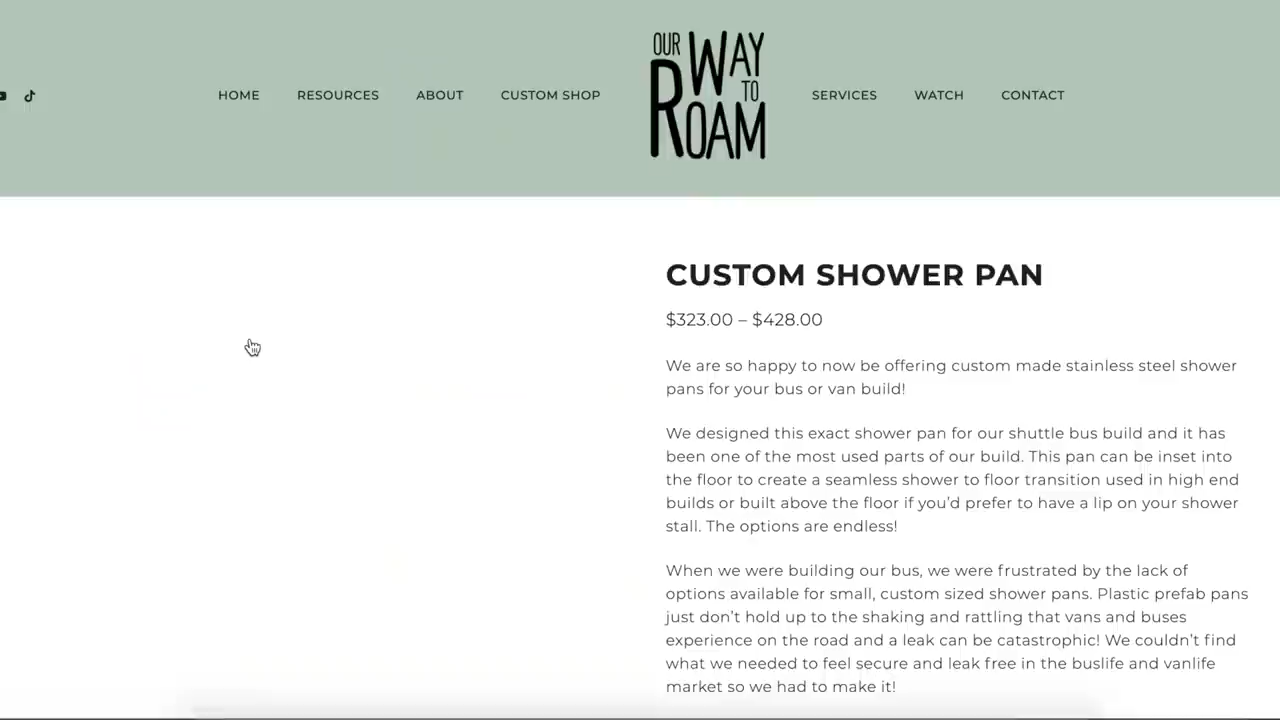 HOME
RESOURCES
ABOUT
CUSTOM SHOP
OUR WAY
TO
ROAM
SERVICES
WATCH
CONTACT
CUSTOM SHOWER PAN
$323.00 – $428.00
We are so happy to now be offering custom made stainless steel shower
pans for your bus or van build!
We designed this exact shower pan for our shuttle bus build and it has
been one of the most used parts of our build. This pan can be inset into
the floor to create a seamless shower to floor transition used in high end
builds or built above the floor if you’d prefer to have a lip on your shower
stall. The options are endless!
When we were building our bus, we were frustrated by the lack of
options available for small, custom sized shower pans. Plastic prefab pans
just don’t hold up to the shaking and rattling that vans and buses
experience on the road and a leak can be catastrophic! We couldn’t find
what we needed to feel secure and leak free in the buslife and vanlife
market so we had to make it!